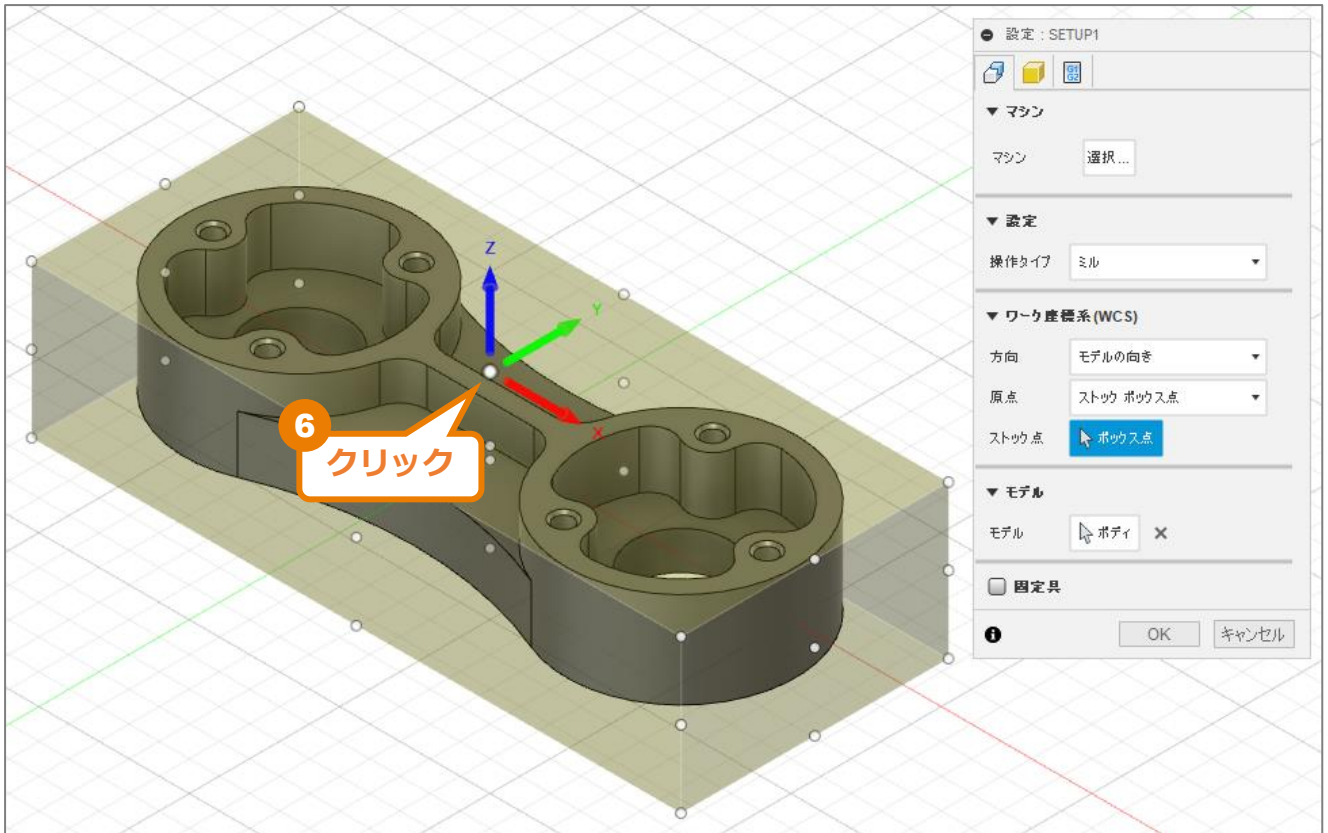 設定 : SETUP1
G1
G2
▼ マシン
マシン 選択...
▼ 設定
操作タイプ ミル
▼ ワーク座標系(WCS)
方向 モデルの向き
原点 ストック ボックス点
ストック点 ボックス点
▼ モデル
モデル ボディ ×
固定具
OK キャンセル
Z
Y
X
6
クリック